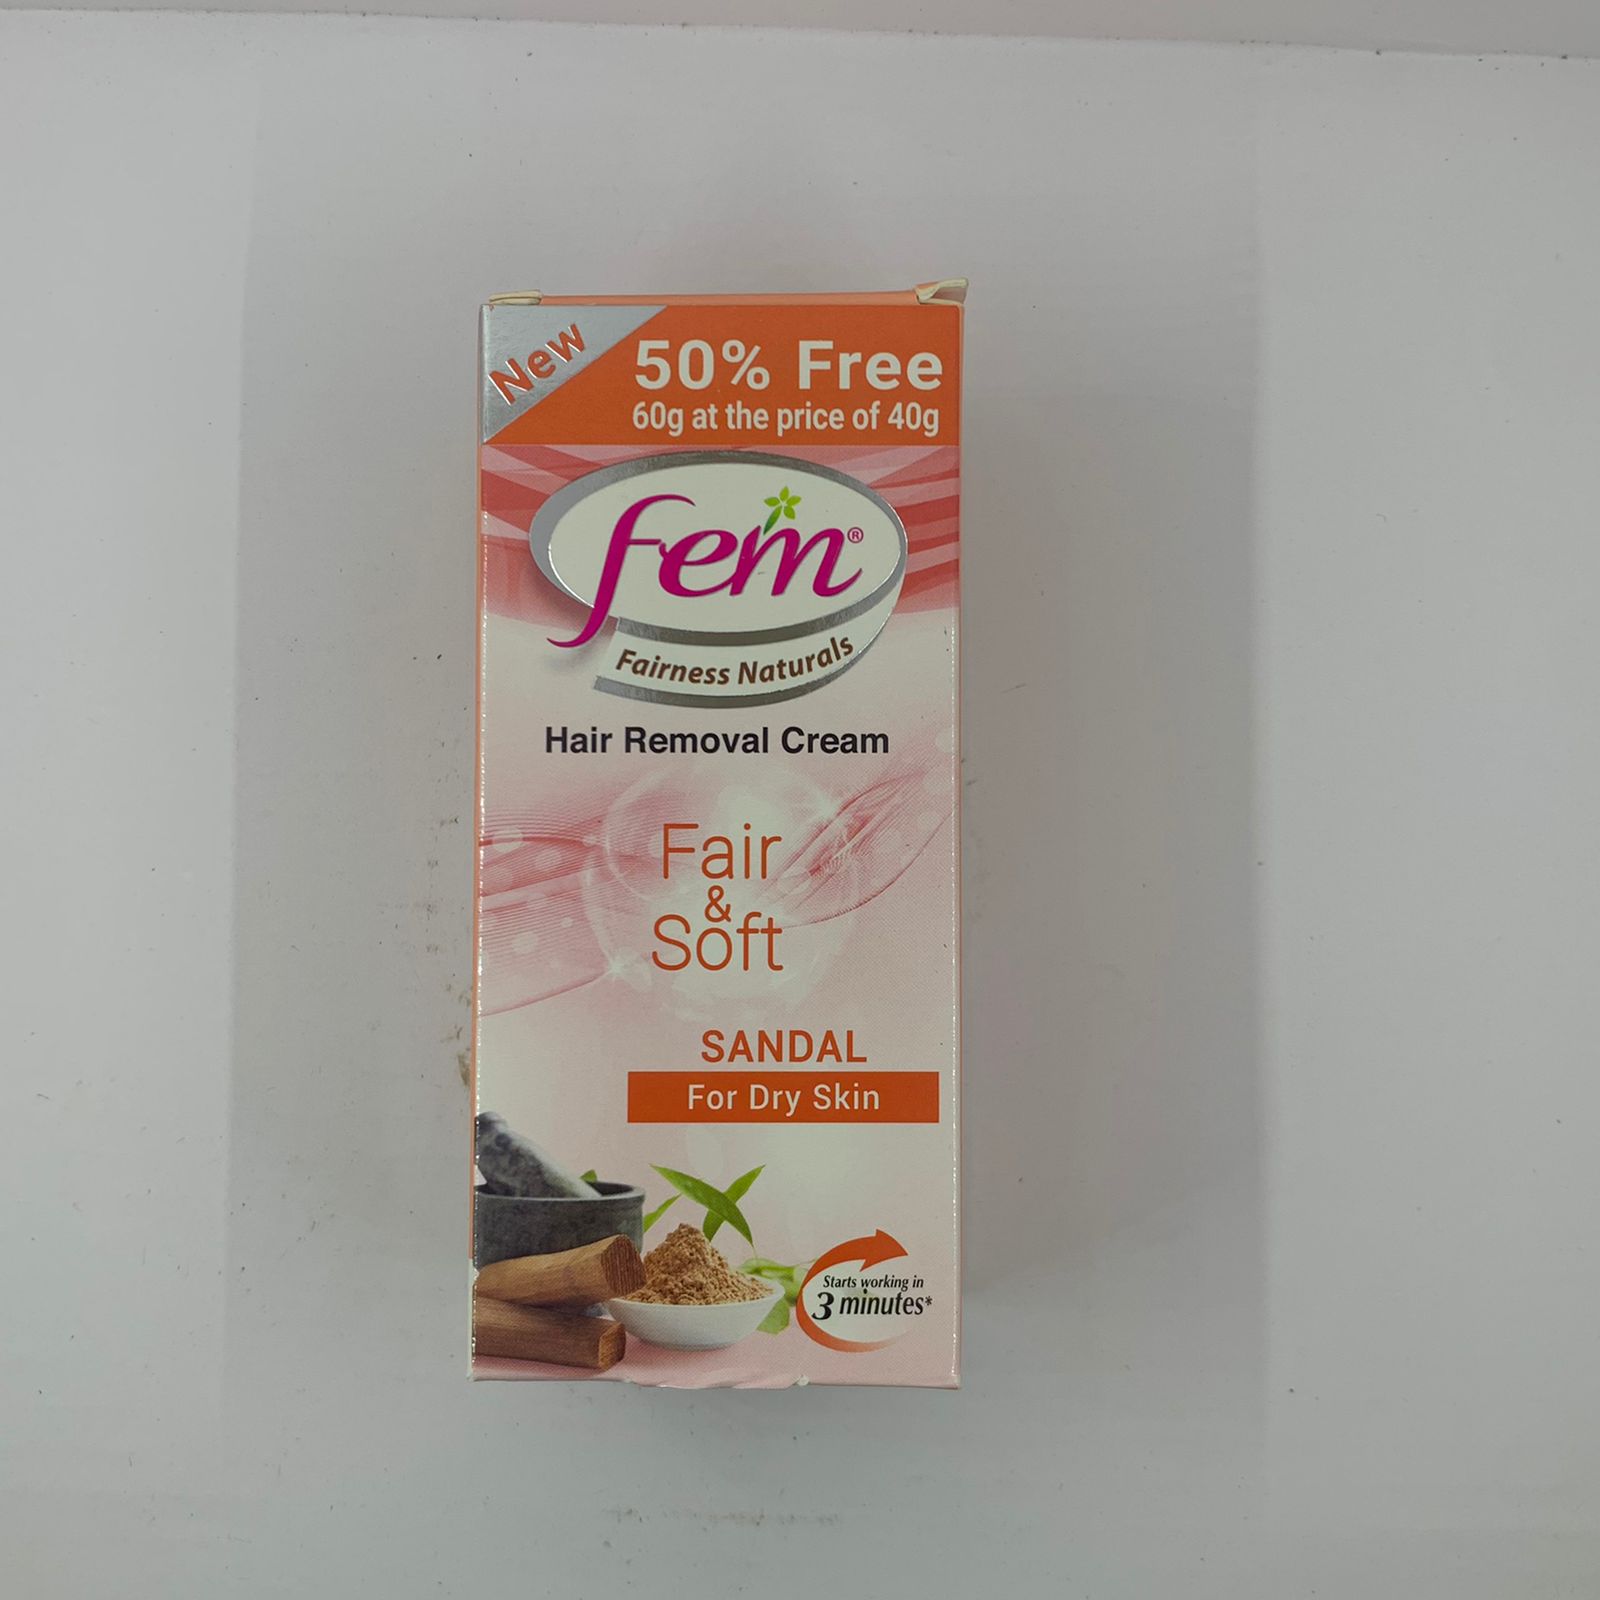 New
50% Free
60g at the price of 40g
fem®
Fairness Naturals
Hair Removal Cream
Fair
&
Soft
SANDAL
For Dry Skin
Starts working in
3 minutes*